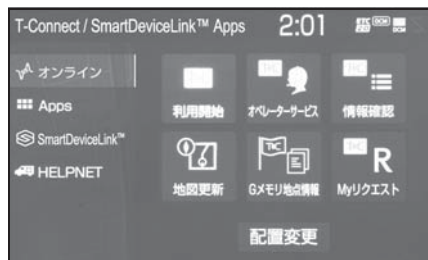 T-Connect / SmartDeviceLink™ Apps 2:01 ETC DCM
オンライン
Apps
SmartDeviceLink™
HELPNET
利用開始 オペレーターサービス 情報確認
T×C
R
地図更新 Gメモリ地点情報 Myリクエスト
配置変更